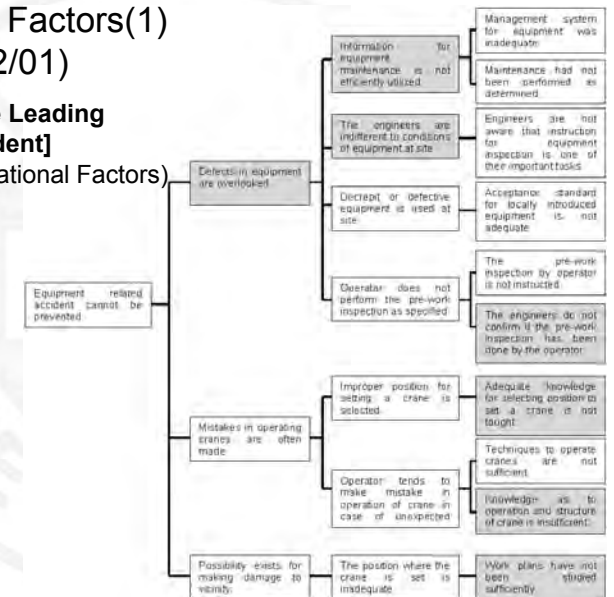 Factors(1)
2/01)
Leading
dent]
ational Factors)
Equipment related
accident cannot be
prevented
Defects in equipment
are overlooked
Mistakes in operating
cranes are often
made
Possibility exists for
making damage to
vicinity
Information for
equipment
maintenance is not
efficiently utilized
The engineers are
indifferent to conditions
of equipment at site
Decrepit or defective
equipment is used at
site
Operator does not
perform the pre-work
inspection as specified
Improper position for
setting a crane is
selected
Operator tends to
make mistake in
operation of crane in
case of unexpected
The position where the
crane is set is
inadequate
Management system
for equipment was
inadequate
Maintenance had not
been performed as
determined
Engineers are not
aware that instruction
for equipment
inspection is one of
their important tasks
Acceptance standard
for locally introduced
equipment is not
adequate
The pre-work
inspection by operator
is not instructed
The engineers do not
confirm if the pre-work
inspection has been
done by the operator
Adequate knowledge
for selecting position to
set a crane is not
taught
Techniques to operate
cranes are not
sufficient
Knowledge as to
operation and structure
of crane is insufficient
Work plans have not
been studied
sufficiently